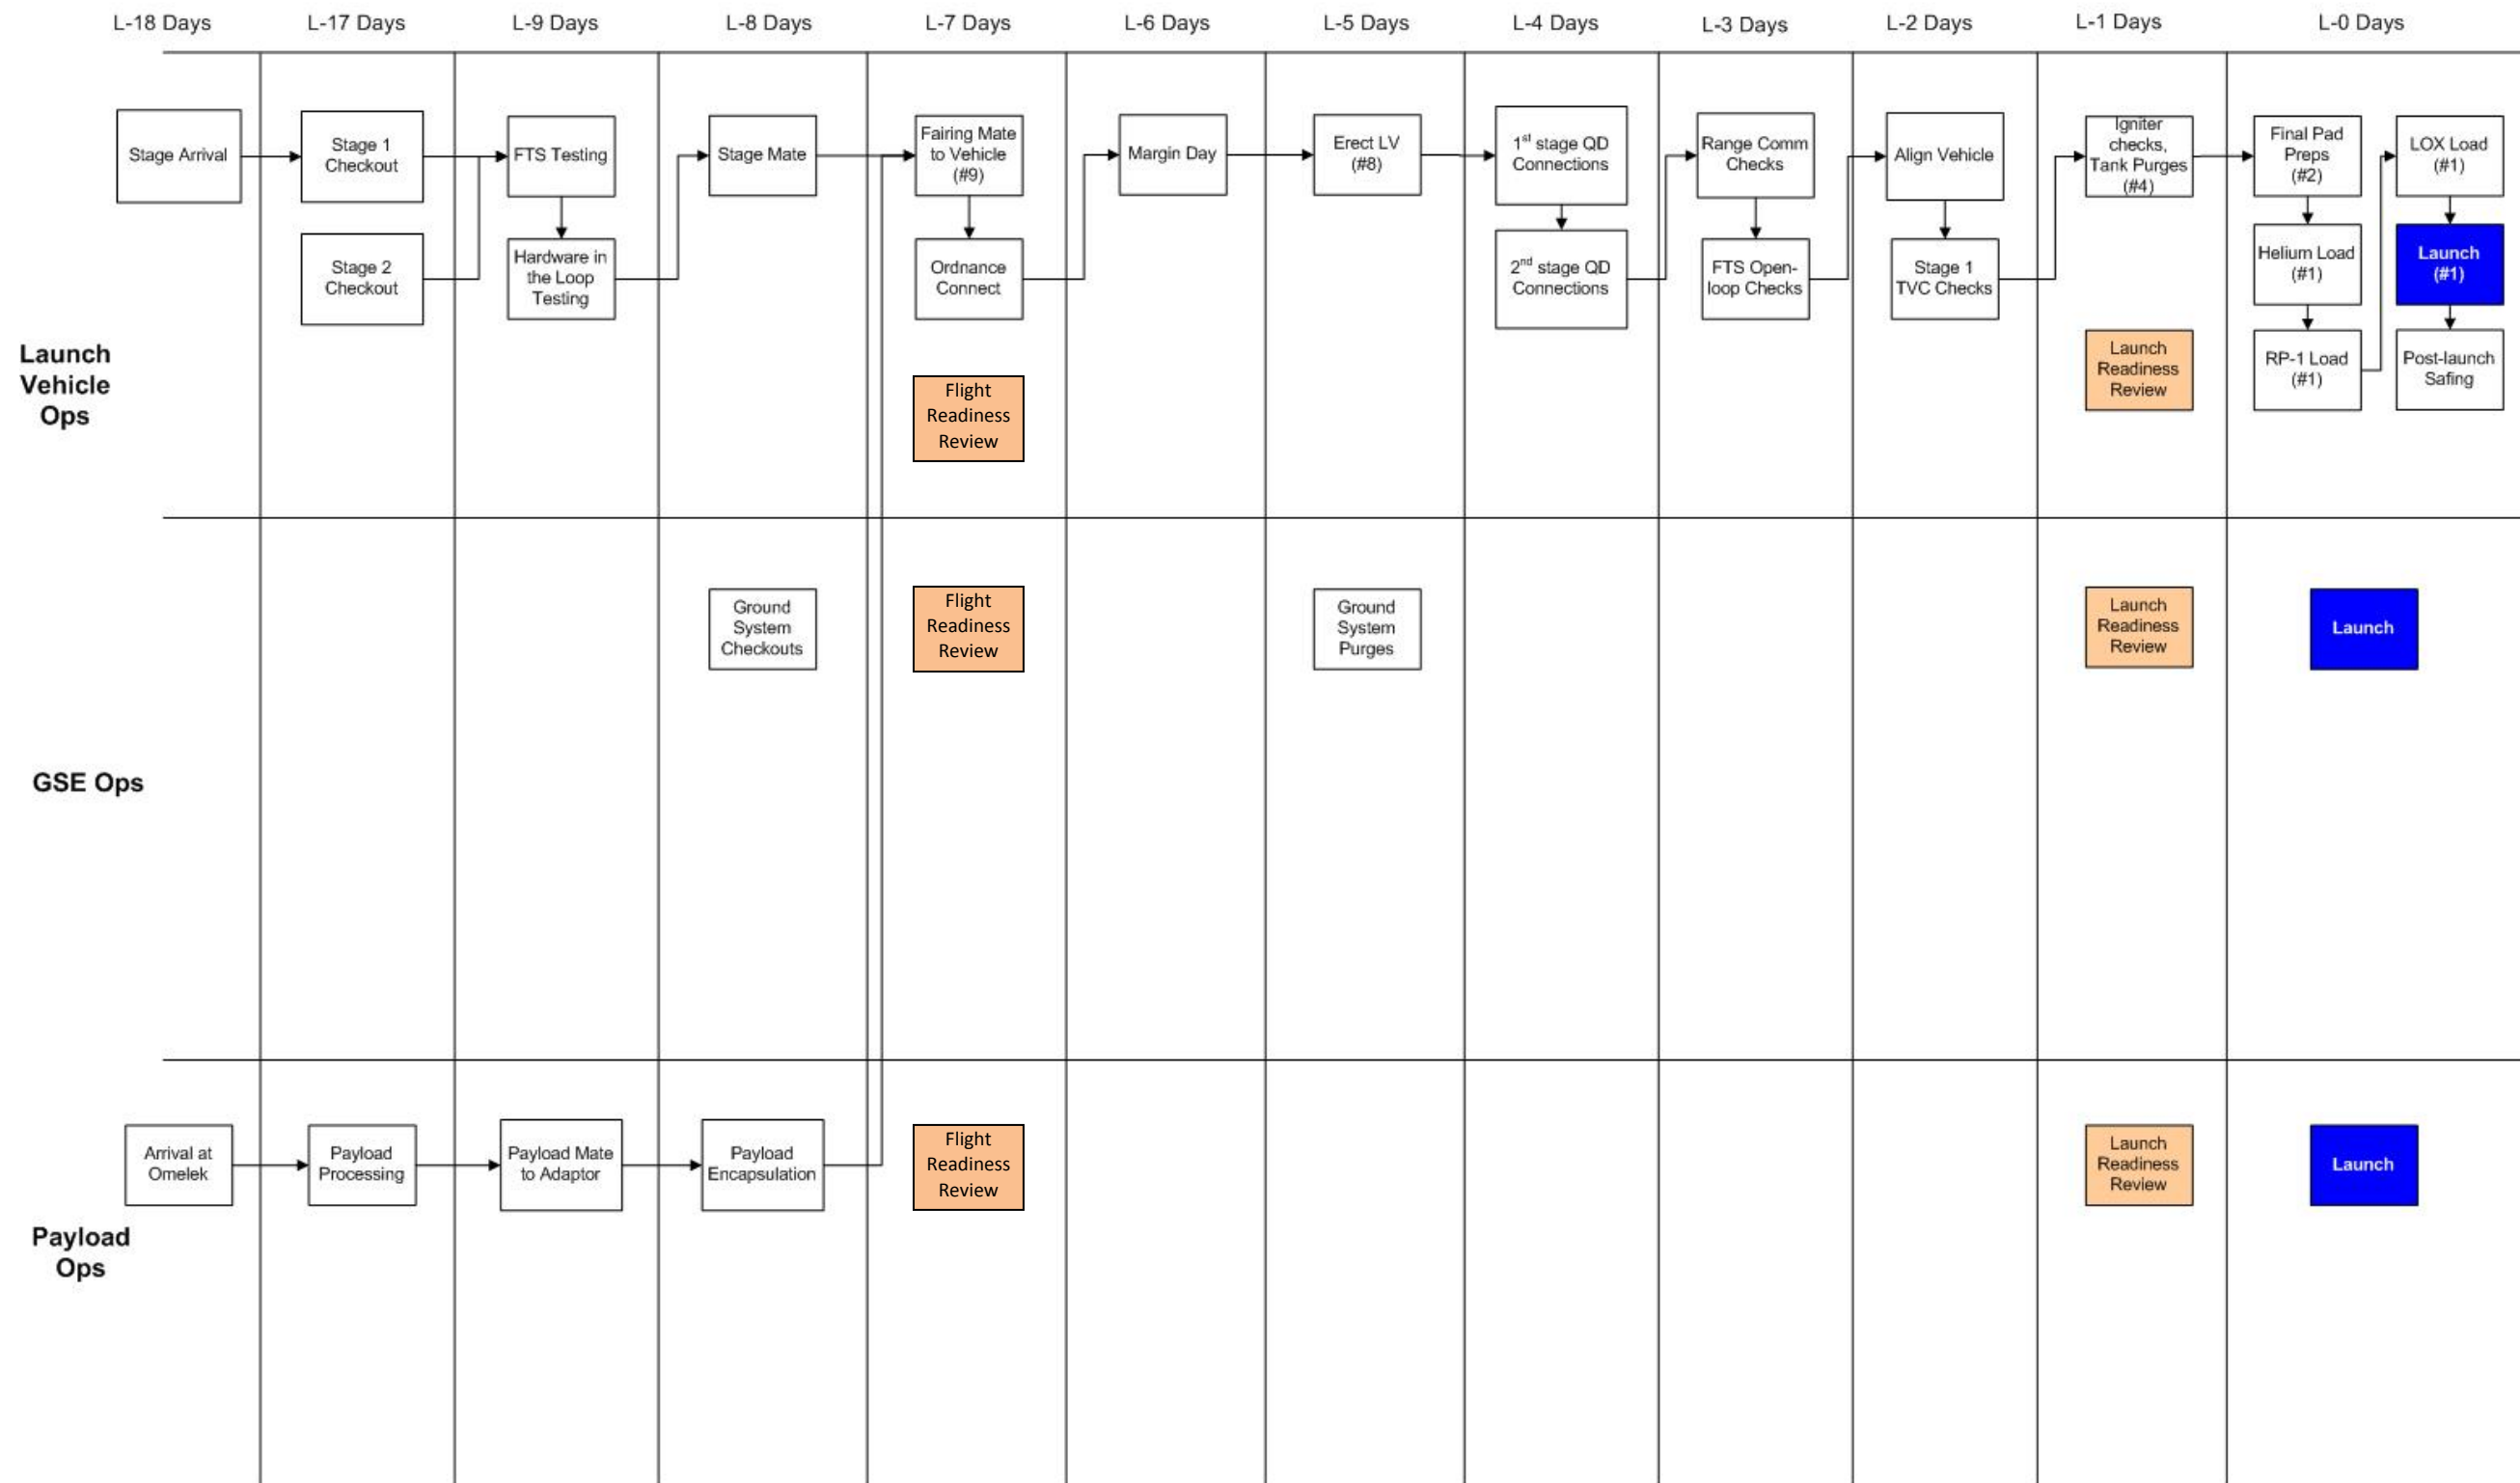 L-18 Days
L-17 Days
L-9 Days
L-8 Days
L-7 Days
L-6 Days
L-5 Days
L-4 Days
L-3 Days
L-2 Days
L-1 Days
L-0 Days
Launch
Vehicle
Ops
Stage Arrival
Stage 1
Checkout
Stage 2
Checkout
FTS Testing
Hardware in
the Loop
Testing
Stage Mate
Fairing Mate
to Vehicle
(#9)
Ordnance
Connect
Flight
Readiness
Review
Margin Day
Erect LV
(#8)
1st stage QD
Connections
2nd stage QD
Connections
Range Comm
Checks
FTS Open-
loop Checks
Align Vehicle
Stage 1
TVC Checks
Igniter
checks,
Tank Purges
(#4)
Launch
Readiness
Review
Final Pad
Preps
(#2)
Helium Load
(#1)
RP-1 Load
(#1)
LOX Load
(#1)
Launch
(#1)
Post-launch
Safing
GSE Ops
Ground
System
Checkouts
Flight
Readiness
Review
Ground
System
Purges
Launch
Readiness
Review
Launch
Payload
Ops
Arrival at
Omelek
Payload
Processing
Payload Mate
to Adaptor
Payload
Encapsulation
Flight
Readiness
Review
Launch
Readiness
Review
Launch